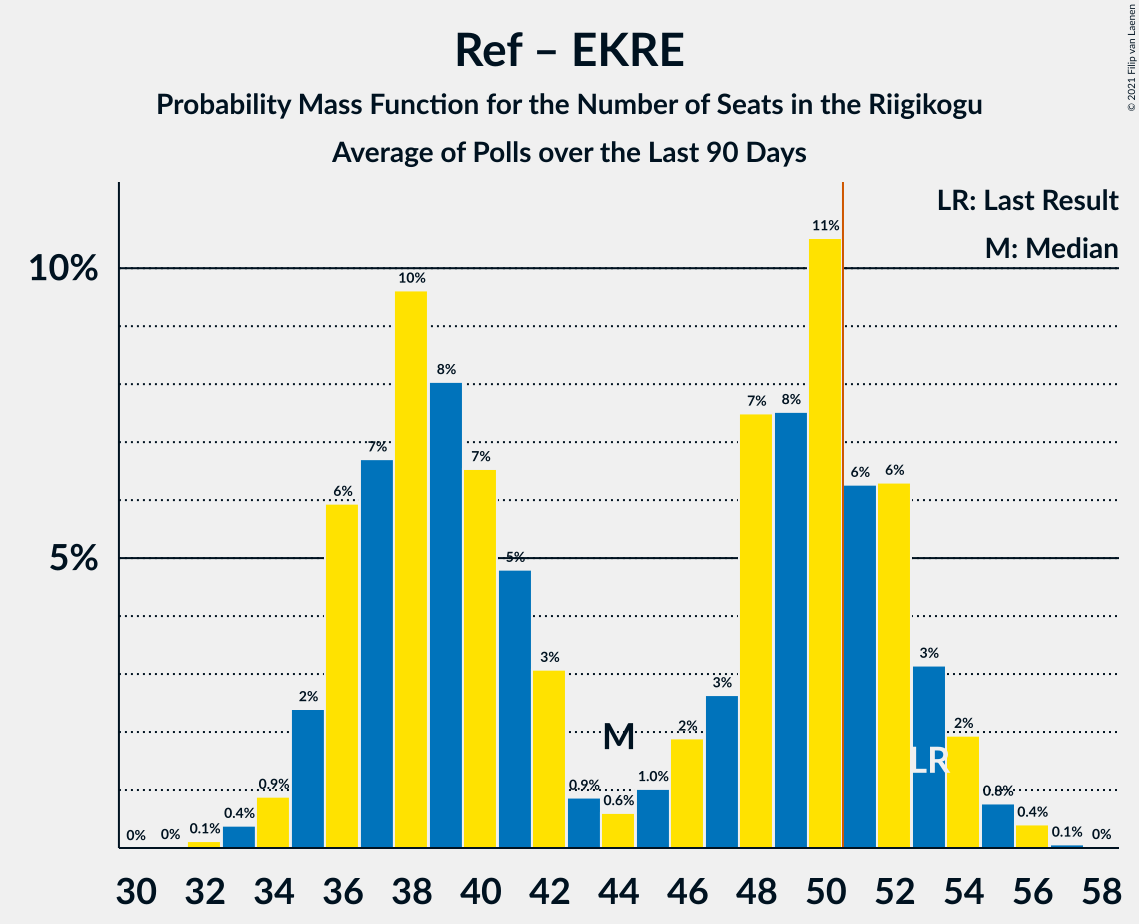 Ref – EKRE
Probability Mass Function for the Number of Seats in the Riigikogu
Average of Polls over the Last 90 Days
© 2021 Filip van Laenen
LR: Last Result
M: Median
10%
5%
0% 0% 0.1% 0.4% 0.9% 2% 6% 7% 10% 8% 7% 5% 3% 0.9% 0.6% 1.0% 2% 3% 7% 8% 11% 6% 6% 3% 2% 0.8% 0.4% 0.1% 0%
M
LR
30 32 34 36 38 40 42 44 46 48 50 52 54 56 58